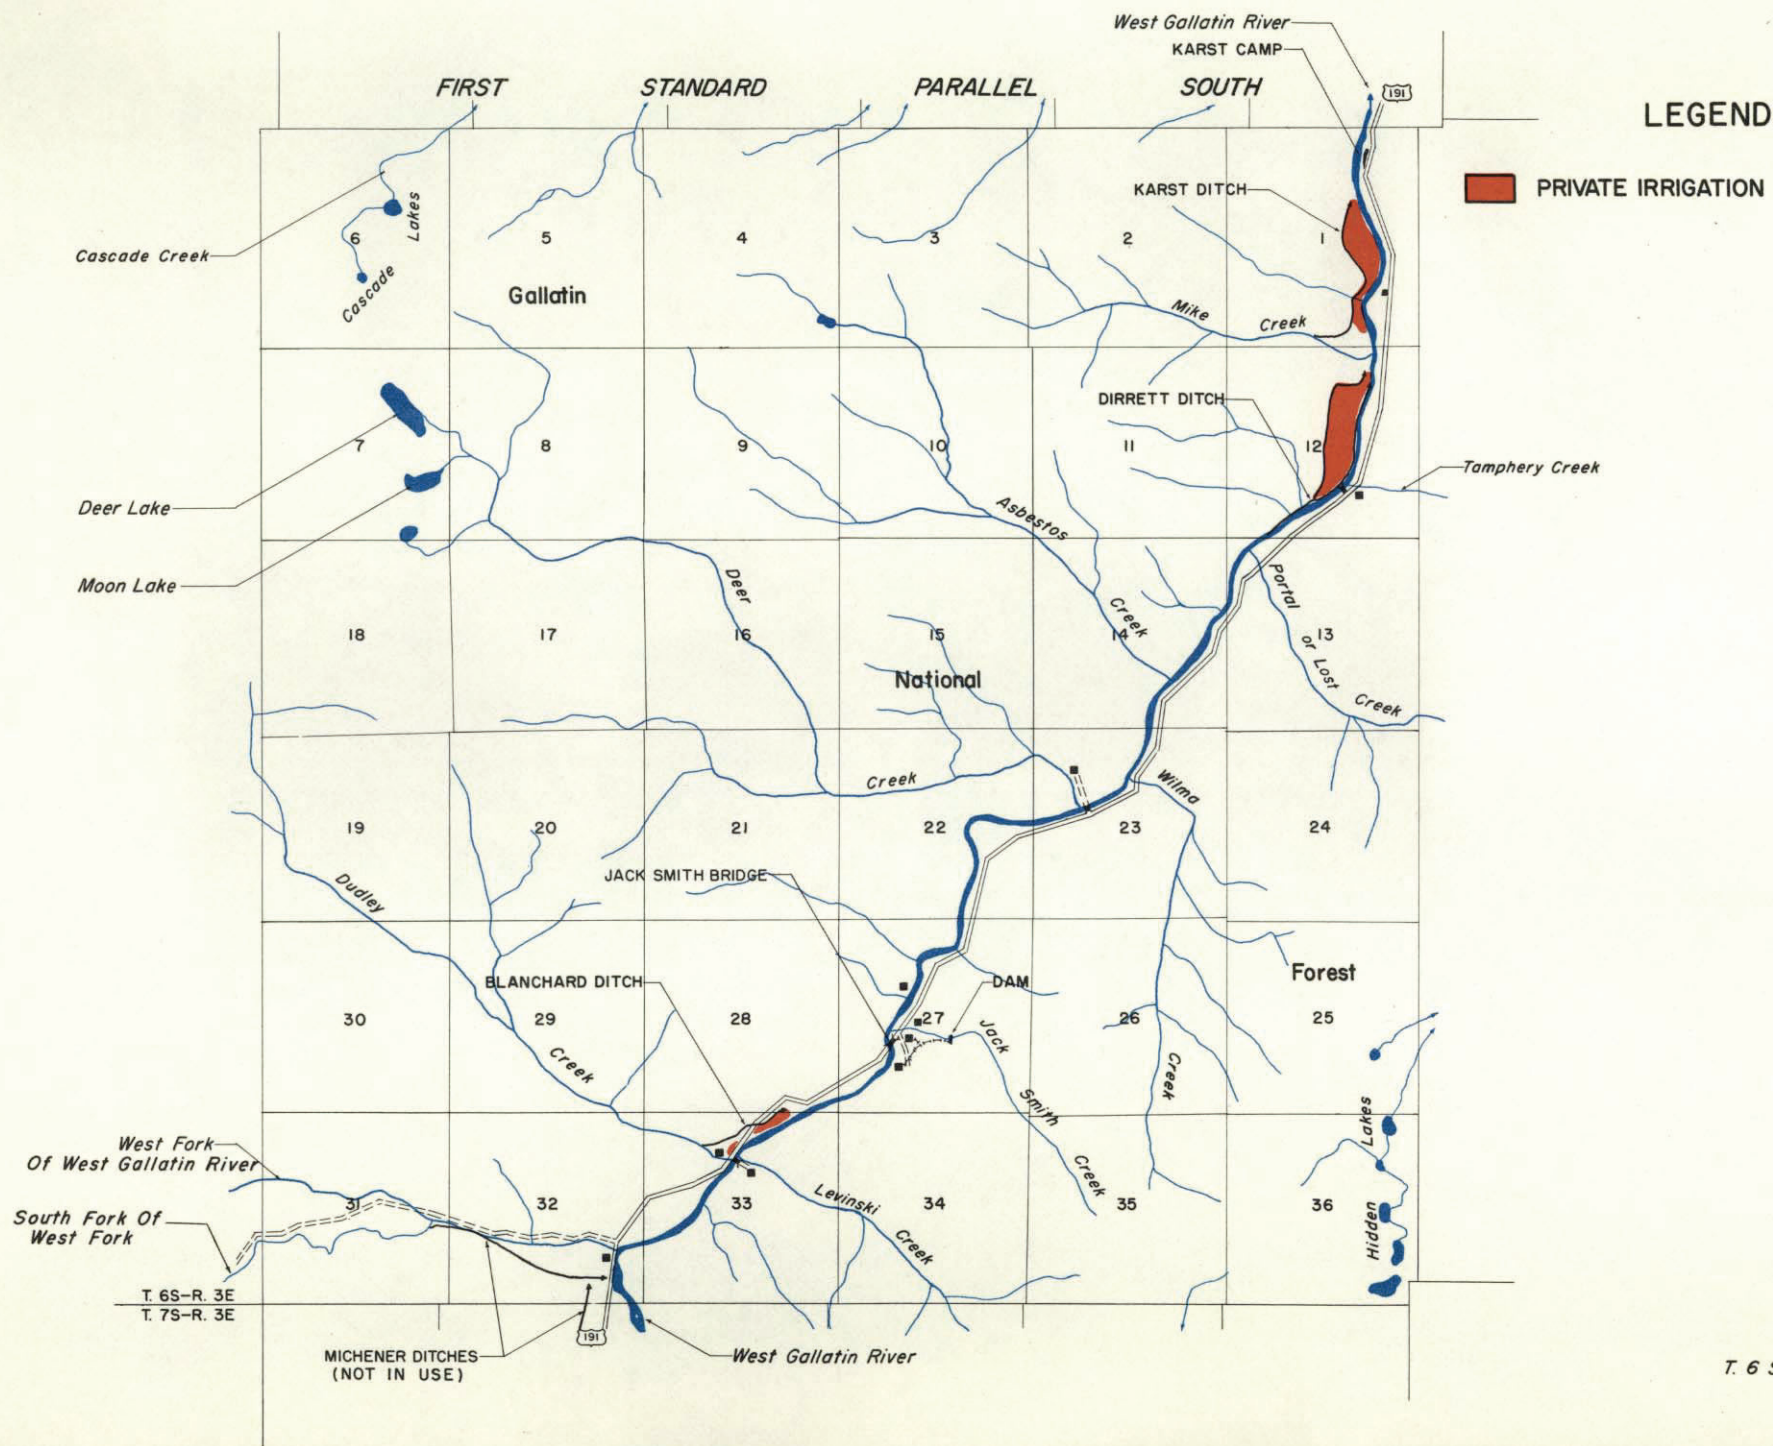 West Gallatin River
KARST CAMP
FIRST STANDARD PARALLEL SOUTH
191
LEGEND
PRIVATE IRRIGATION
KARST DITCH
Lakes
Cascade
Cascade Creek
6 5 4 3 2 1
Gallatin
Mike Creek
DIRRETT DITCH
7 8 9 10 11 12
Tamphery Creek
Deer Lake
Asbestos
Creek
Moon Lake
Deer
Creek
Portal
or Lost
Creek
18 17 16 15 14 13
National
Wilma
Creek
19 20 21 22 23 24
JACK SMITH BRIDGE
Dudley
Creek
BLANCHARD DITCH
DAM
Forest
30 29 28 27 26 25
Jack
Smith
Creek
Lakes
Hidden
West Fork
Of West Gallatin River
31 32 33 34 35 36
Levinski
Creek
South Fork Of
West Fork
T. 6S-R. 3E
T. 7S-R. 3E
191
MICHENER DITCHES
(NOT IN USE)
West Gallatin River
T. 6